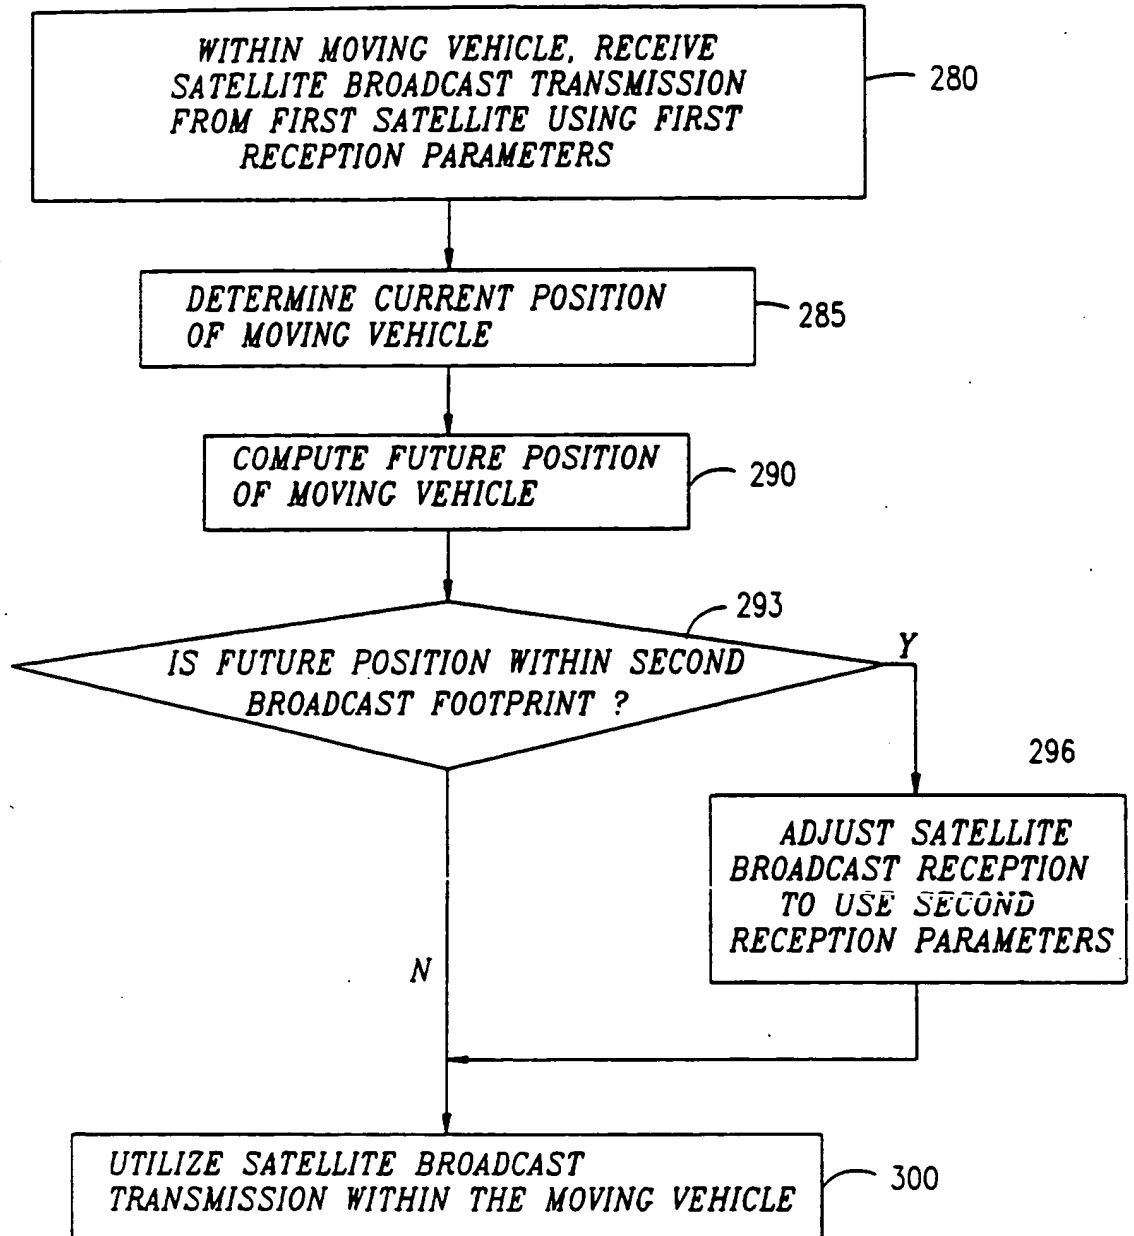 WITHIN MOVING VEHICLE, RECEIVE
SATELLITE BROADCAST TRANSMISSION
FROM FIRST SATELLITE USING FIRST
RECEPTION PARAMETERS
280
DETERMINE CURRENT POSITION
OF MOVING VEHICLE
285
COMPUTE FUTURE POSITION
OF MOVING VEHICLE
290
293
IS FUTURE POSITION WITHIN SECOND
BROADCAST FOOTPRINT ?
Y
296
ADJUST SATELLITE
BROADCAST RECEPTION
TO USE SECOND
RECEPTION PARAMETERS
N
UTILIZE SATELLITE BROADCAST
TRANSMISSION WITHIN THE MOVING VEHICLE
300